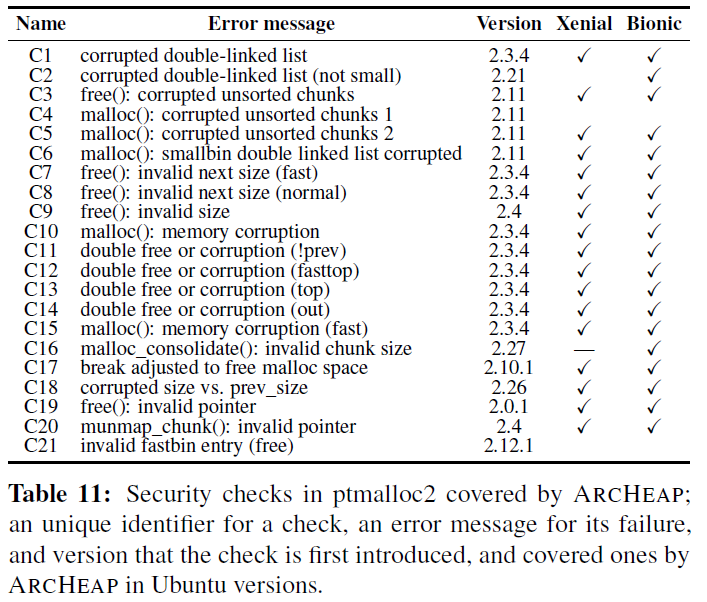 Name Error message Version Xenial Bionic
C1 corrupted double-linked list 2.3.4 ✓ ✓
C2 corrupted double-linked list (not small) 2.21 ✓
C3 free(): corrupted unsorted chunks 2.11 ✓ ✓
C4 malloc(): corrupted unsorted chunks 1 2.11
C5 malloc(): corrupted unsorted chunks 2 2.11 ✓ ✓
C6 malloc(): smallbin double linked list corrupted 2.11 ✓ ✓
C7 free(): invalid next size (fast) 2.3.4 ✓ ✓
C8 free(): invalid next size (normal) 2.3.4 ✓ ✓
C9 free(): invalid size 2.4 ✓ ✓
C10 malloc(): memory corruption 2.3.4 ✓ ✓
C11 double free or corruption (!prev) 2.3.4 ✓ ✓
C12 double free or corruption (fasttop) 2.3.4 ✓ ✓
C13 double free or corruption (top) 2.3.4 ✓ ✓
C14 double free or corruption (out) 2.3.4 ✓ ✓
C15 malloc(): memory corruption (fast) 2.3.4 ✓ ✓
C16 malloc_consolidate(): invalid chunk size 2.27 — ✓
C17 break adjusted to free malloc space 2.10.1 ✓ ✓
C18 corrupted size vs. prev_size 2.26 ✓ ✓
C19 free(): invalid pointer 2.0.1 ✓ ✓
C20 munmap_chunk(): invalid pointer 2.4 ✓ ✓
C21 invalid fastbin entry (free) 2.12.1
Table 11: Security checks in ptmalloc2 covered by ARCHEAP;
an unique identifier for a check, an error message for its failure,
and version that the check is first introduced, and covered ones by
ARCHEAP in Ubuntu versions.